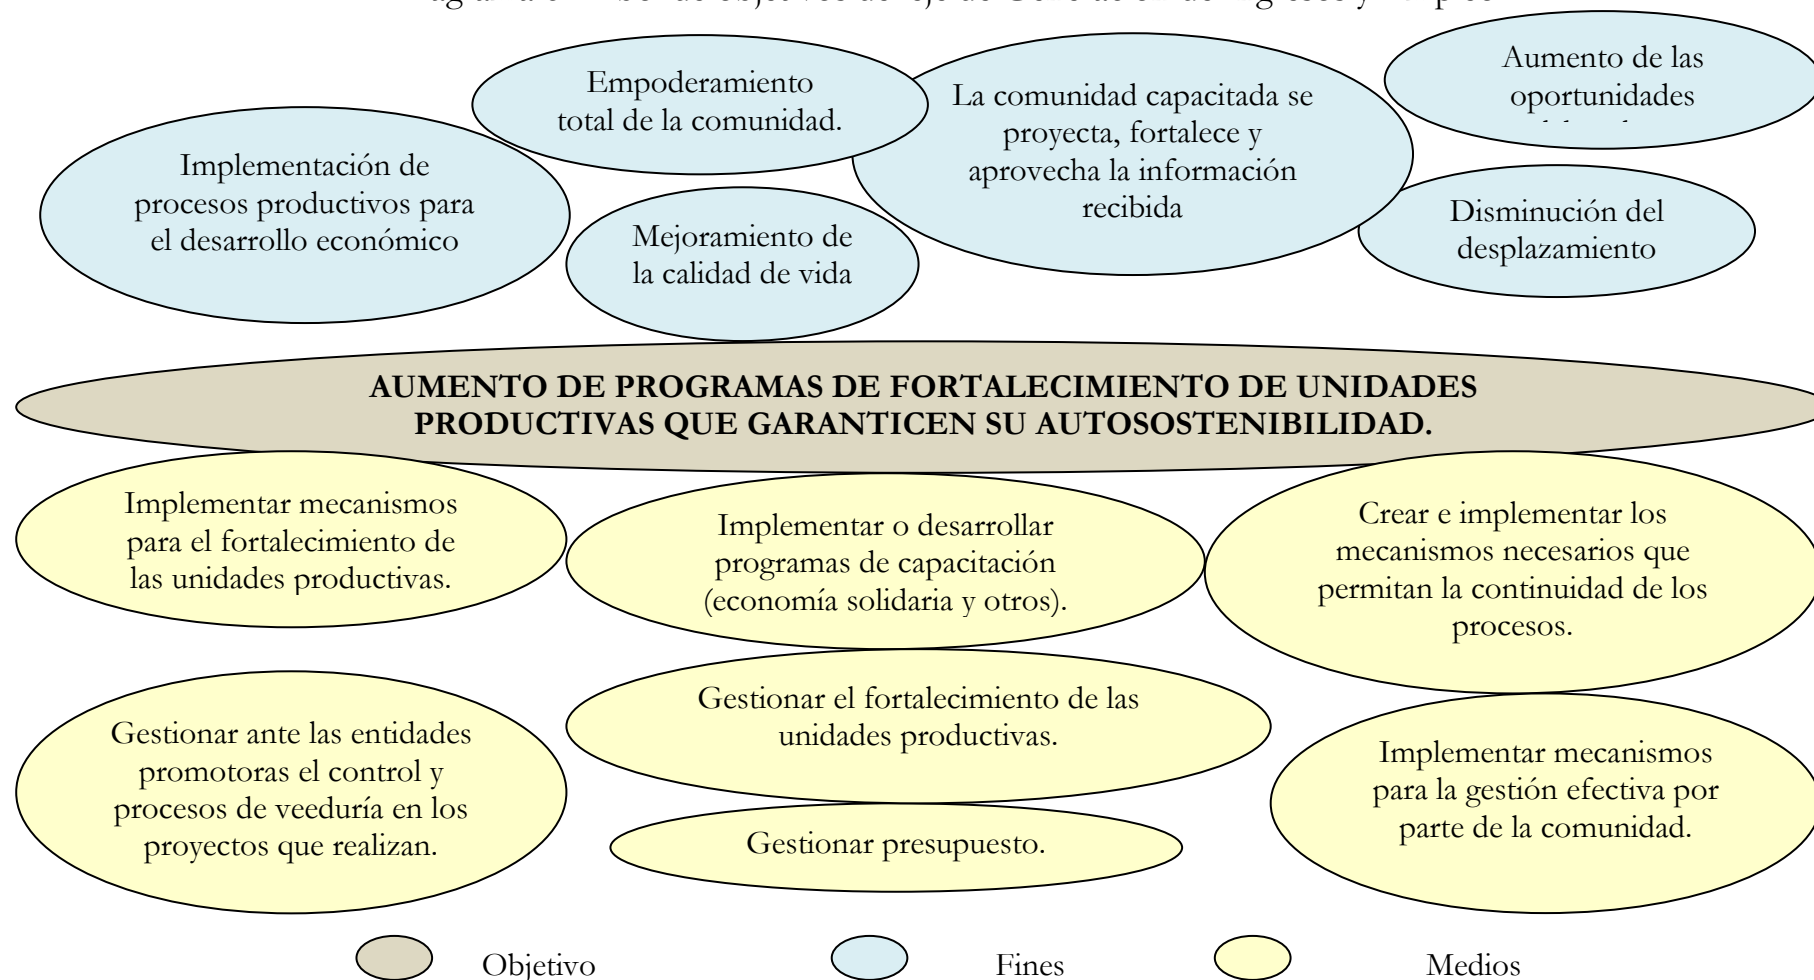 Empoderamiento
total de la comunidad.
La comunidad capacitada se
proyecta, fortalece y
aprovecha la información
recibida
Aumento de las
oportunidades
Implementación de
procesos productivos para
el desarrollo económico
Mejoramiento de
la calidad de vida
Disminución del
desplazamiento
AUMENTO DE PROGRAMAS DE FORTALECIMIENTO DE UNIDADES
PRODUCTIVAS QUE GARANTICEN SU AUTOSOSTENIBILIDAD.
Implementar mecanismos
para el fortalecimiento de
las unidades productivas.
Implementar o desarrollar
programas de capacitación
(economía solidaria y otros).
Crear e implementar los
mecanismos necesarios que
permitan la continuidad de los
procesos.
Gestionar ante las entidades
promotoras el control y
procesos de veeduría en los
proyectos que realizan.
Gestionar el fortalecimiento de las
unidades productivas.
Gestionar presupuesto.
Implementar mecanismos
para la gestión efectiva por
parte de la comunidad.
Objetivo
Fines
Medios